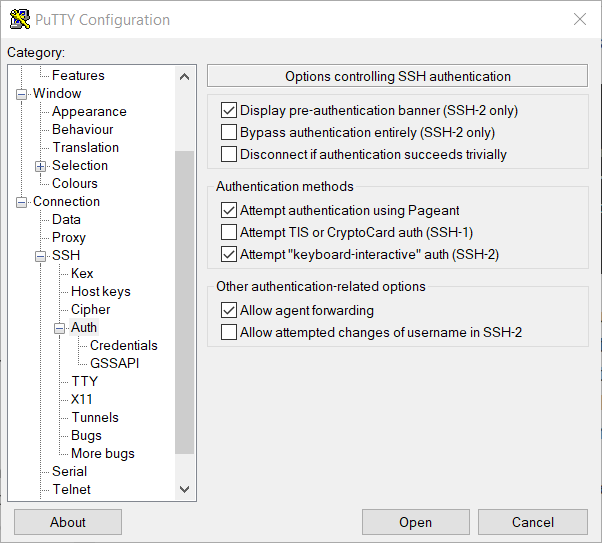 PuTTY Configuration
Category:
Features
Window
Appearance
Behaviour
Translation
Selection
Colours
Connection
Data
Proxy
SSH
Kex
Host keys
Cipher
Auth
Credentials
GSSAPI
TTY
X11
Tunnels
Bugs
More bugs
Serial
Telnet
Options controlling SSH authentication
Display pre-authentication banner (SSH-2 only)
Bypass authentication entirely (SSH-2 only)
Disconnect if authentication succeeds trivially
Authentication methods
Attempt authentication using Pageant
Attempt TIS or CryptoCard auth (SSH-1)
Attempt "keyboard-interactive" auth (SSH-2)
Other authentication-related options
Allow agent forwarding
Allow attempted changes of username in SSH-2
About
Open
Cancel